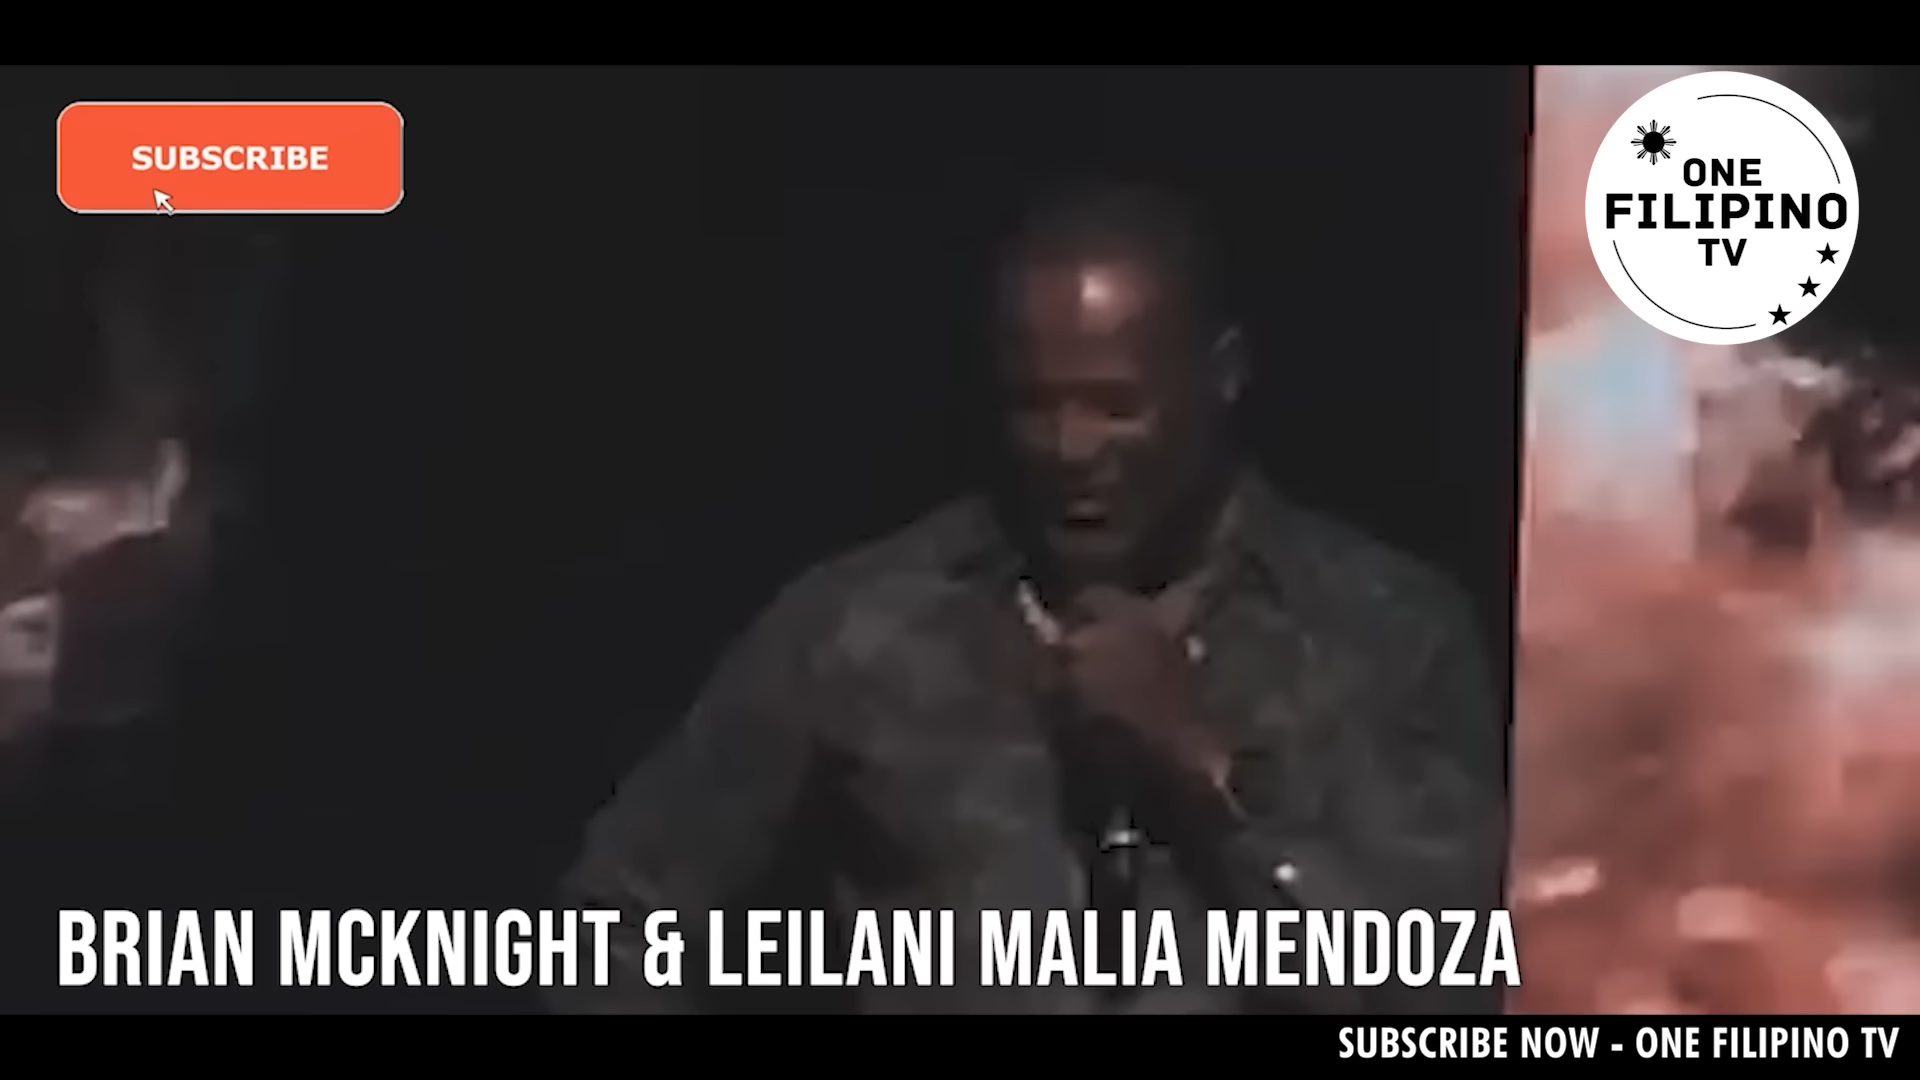 SUBSCRIBE
ONE
FILIPINO
TV
BRIAN MCKNIGHT & LEILANI MALIA MENDOZA
SUBSCRIBE NOW - ONE FILIPINO TV